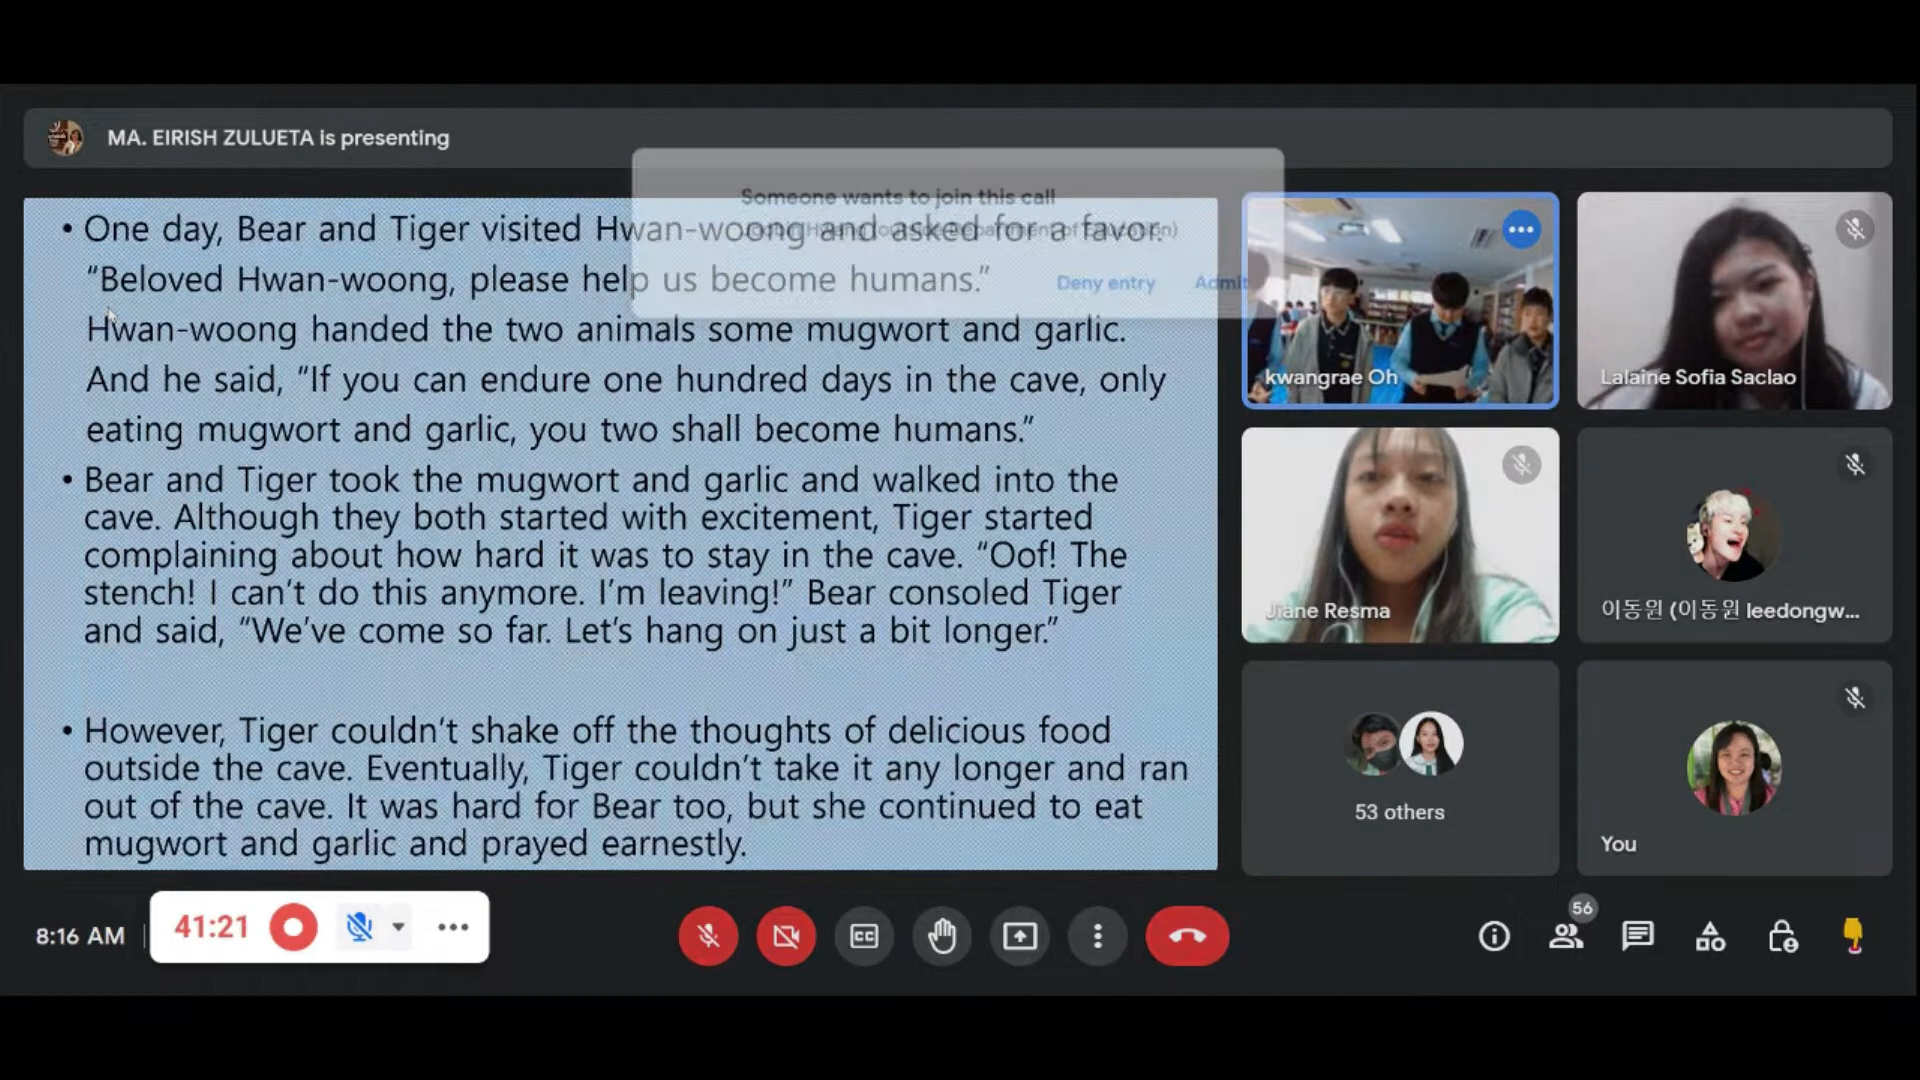 MA. EIRISH ZULUETA is presenting
Someone wants to join this call
Deny entry
Admit
• One day, Bear and Tiger visited Hwan-woong and asked for a favor.
“Beloved Hwan-woong, please help us become humans.”
Hwan-woong handed the two animals some mugwort and garlic.
And he said, “If you can endure one hundred days in the cave, only
eating mugwort and garlic, you two shall become humans.”
• Bear and Tiger took the mugwort and garlic and walked into the
cave. Although they both started with excitement, Tiger started
complaining about how hard it was to stay in the cave. “Oof! The
stench! I can’t do this anymore. I’m leaving!” Bear consoled Tiger
and said, “We’ve come so far. Let’s hang on just a bit longer.”
• However, Tiger couldn’t shake off the thoughts of delicious food
outside the cave. Eventually, Tiger couldn’t take it any longer and ran
out of the cave. It was hard for Bear too, but she continued to eat
mugwort and garlic and prayed earnestly.
kwangrae Oh
Lalaine Sofia Saclao
Jiane Resma
이동원 (이동원 leedongw...
53 others
You
8:16 AM
41:21
CC
56